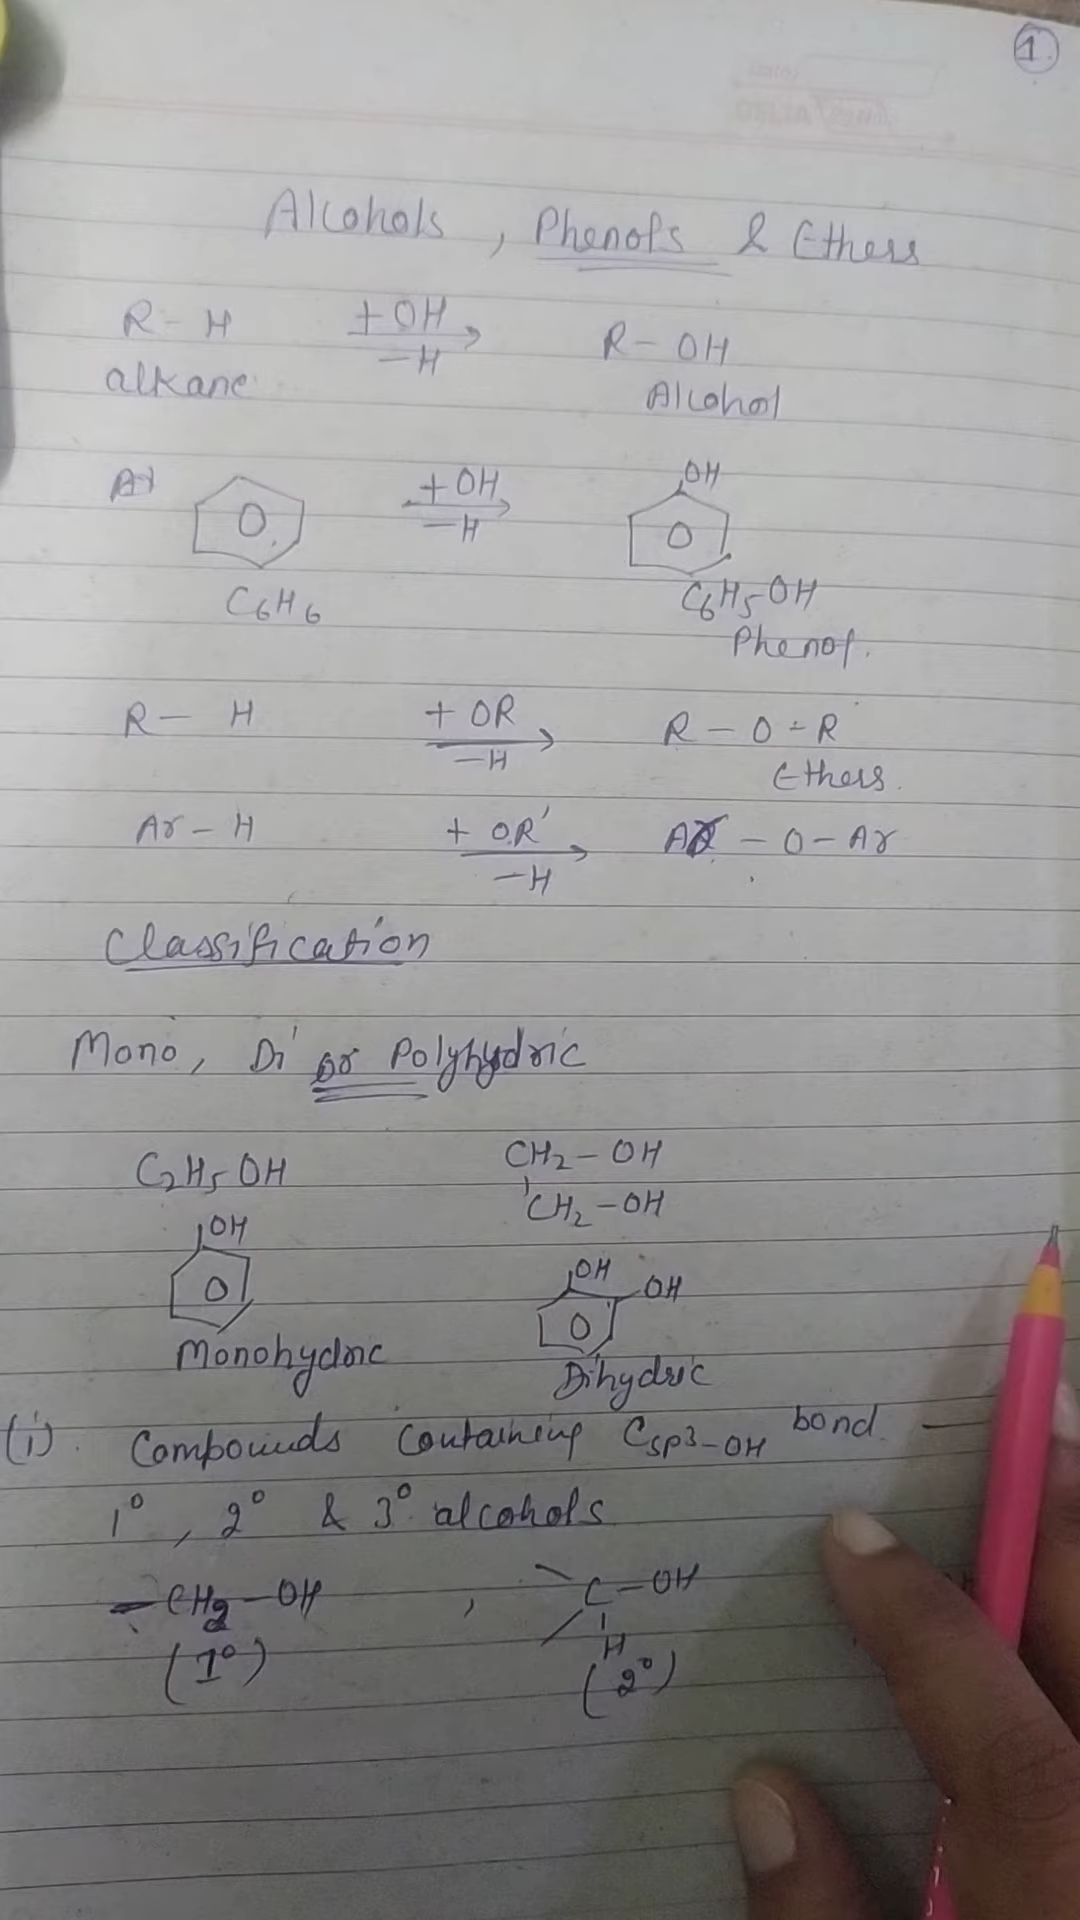 1.
Alcohols, Phenols & Ethers
R - H +OH -H → R - OH
alkane Alcohol
Ar +OH -H → OH
C6H6 C6H5OH
Phenol.
R - H + OR -H → R - O - R
Ethers.
Ar - H + OR' -H → Ar - O - Ar
Classification
Mono, Di or Polyhydric
C2H5OH CH2 - OH
CH2 - OH
OH OH OH
Monohydric Dihydric
(i). Compounds containing Csp3-OH bond. —
1°, 2° & 3° alcohols
- CH2 - OH , C - OH
H
(1°) (2°)